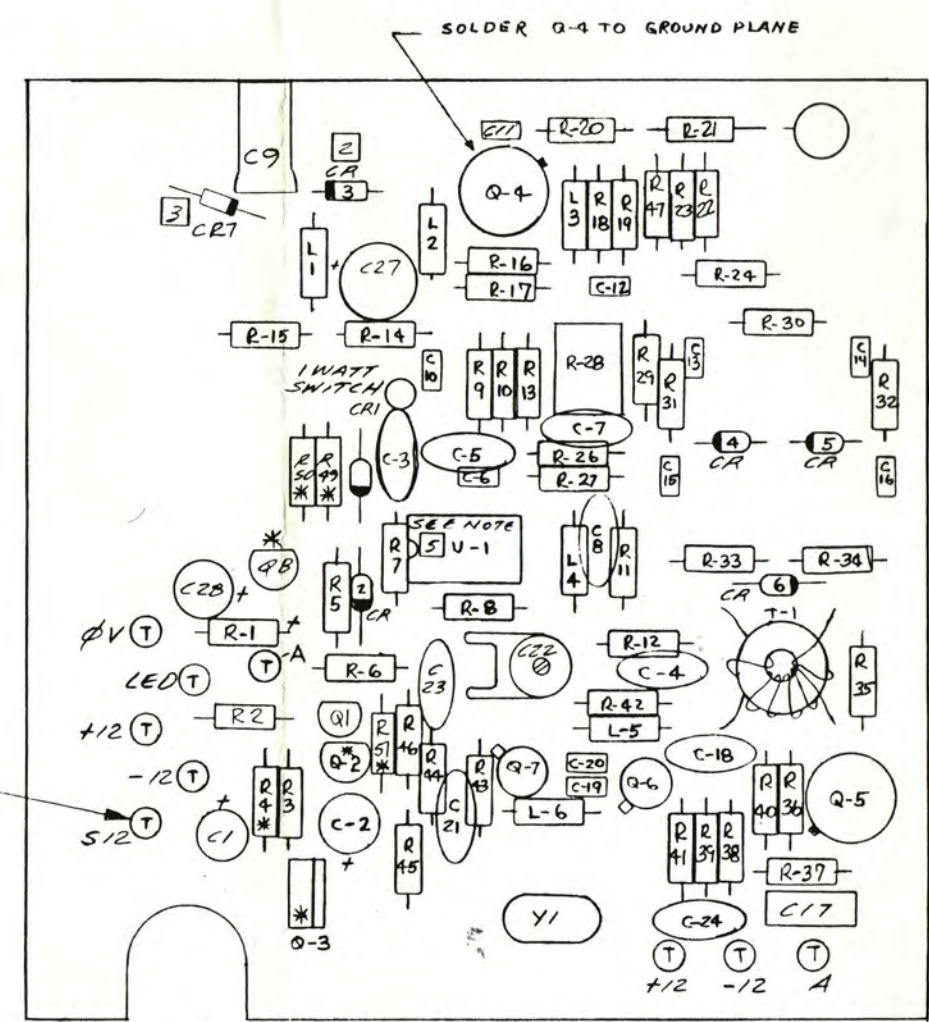 SOLDER Q-4 TO GROUND PLANE
C9
2
CR
3
3
CR7
C11
R-20
R-21
Q-4
L 3
R 18
R 19
R 47
R 23
R 22
L 1
+
C27
L 2
R-16
R-17
C-12
R-24
R-30
R-15
R-14
C 10
1 WATT
SWITCH
CR1
R 9
R 10
R 13
R-28
R 29
R 31
C 13
C 14
R 32
C-7
R 50 *
R 49 *
C-3
C-5
C-6
R-26
R-27
C 15
4
CR
5
CR
C 16
SEE NOTE
5 U-1
R 7
L 4
C 8
R 11
R-33
R-34
*
Q8
C28
+
R 5
2
CR
R-8
CR
6
T-1
ØV
T
R-1
+
T
A
R-6
C 23
C22
R-12
C-4
R 35
LED
T
R2
Q1
R 51 *
R 46
R-42
L-5
+12
T
*
Q-2
R 44
R 43
Q-7
C-20
C-19
Q-6
C-18
-12
T
R 4 *
R 3
C 21
L-6
R 40
R 36
Q-5
S12
T
+
C1
C-2
+
R 45
R 41
R 39
R 38
R-37
*
Q-3
Y1
C-24
C17
T
T
T
+12
-12
A